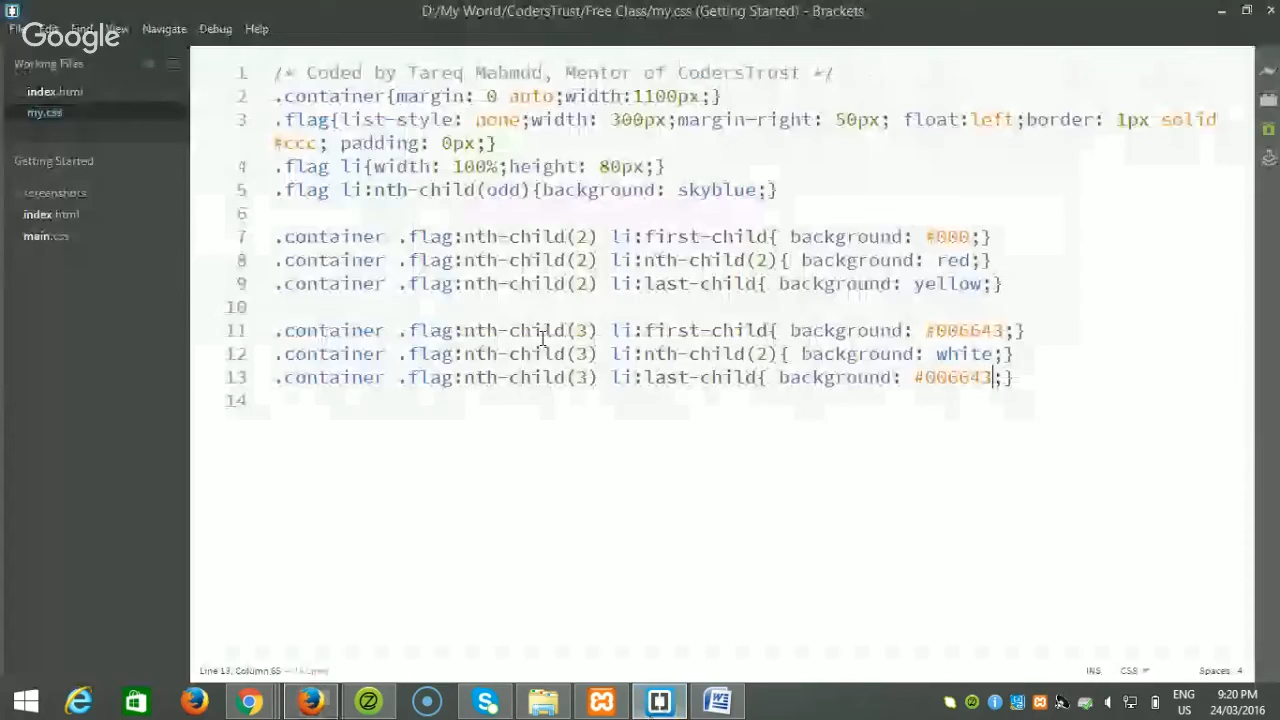 D:/My World/CodersTrust/Free Class/my.css (Getting Started) - Brackets
File Edit Find View Navigate Debug Help
Google
Working Files
index.html
my.css
Getting Started
screenshots
index.html
main.css
1 /* Coded by Tareq Mahmud, Mentor of CodersTrust */
2 .container{margin: 0 auto;width:1100px;}
3 .flag{list-style: none;width: 300px;margin-right: 50px; float:left;border: 1px solid
#ccc; padding: 0px;}
4 .flag li{width: 100%;height: 80px;}
5 .flag li:nth-child(odd){background: skyblue;}
6
7 .container .flag:nth-child(2) li:first-child{ background: #000;}
8 .container .flag:nth-child(2) li:nth-child(2){ background: red;}
9 .container .flag:nth-child(2) li:last-child{ background: yellow;}
10
11 .container .flag:nth-child(3) li:first-child{ background: #006643;}
12 .container .flag:nth-child(3) li:nth-child(2){ background: white;}
13 .container .flag:nth-child(3) li:last-child{ background: #006643;}
14
Line 13, Column 65
INS CSS Spaces: 4
ENG
US
9:20 PM
24/03/2016